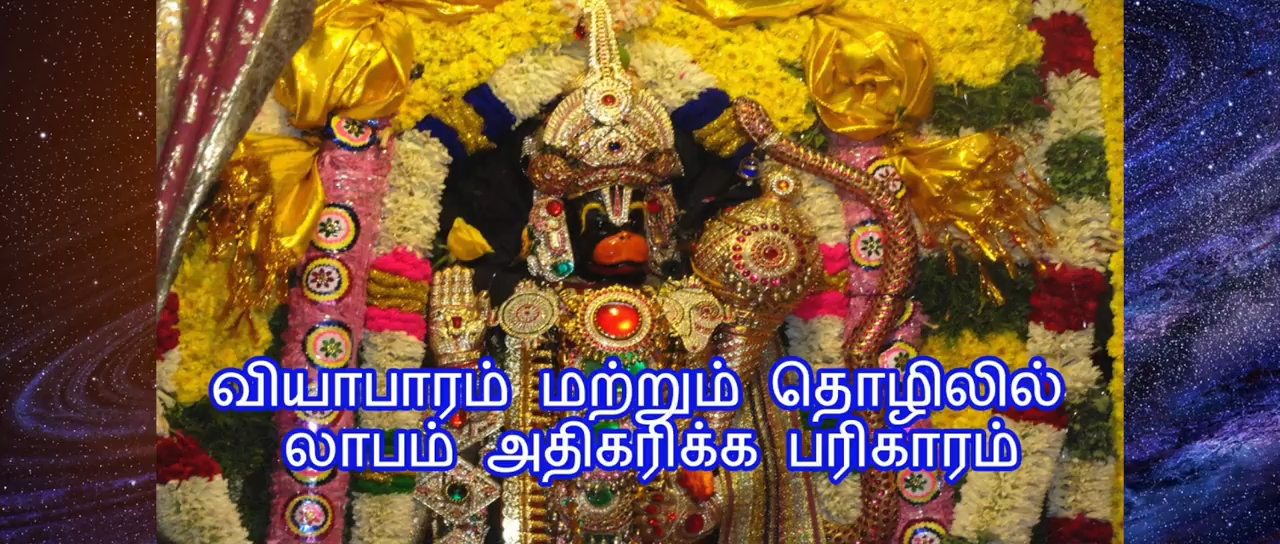 வியாபாரம் மற்றும் தொழிலில்
லாபம் அதிகரிக்க பரிகாரம்